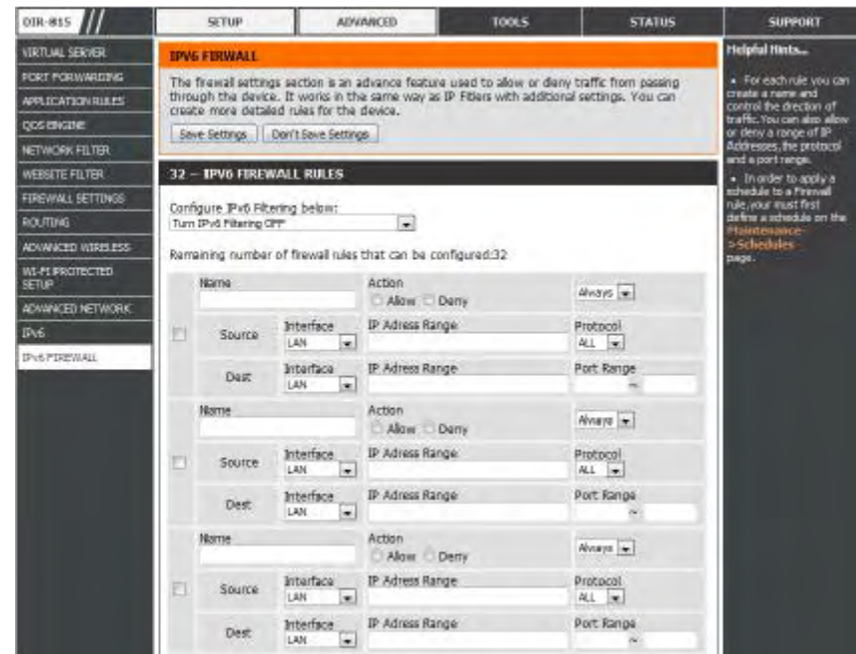 DIR-815
SETUP
ADVANCED
TOOLS
STATUS
SUPPORT
VIRTUAL SERVER
PORT FORWARDING
APPLICATION RULES
QOS ENGINE
NETWORK FILTER
WEBSITE FILTER
FIREWALL SETTINGS
ROUTING
ADVANCED WIRELESS
WI-FI PROTECTED
SETUP
ADVANCED NETWORK
IPv6
IPv6 FIREWALL
IPV6 FIRWALL
The firewall settings section is an advance feature used to allow or deny traffic from passing
through the device. It works in the same way as IP Filters with additional settings. You can
create more detailed rules for the device.
Save Settings
Don't Save Settings
32 -- IPV6 FIREWALL RULES
Configure IPv6 Filtering below:
Turn IPv6 Filtering OFF
Remaining number of firewall rules that can be configured:32
Name
Action
Allow
Deny
Always
Source
Interface
LAN
IP Adress Range
Protocol
ALL
Dest
Interface
LAN
IP Adress Range
Port Range
~
Name
Action
Allow
Deny
Always
Source
Interface
LAN
IP Adress Range
Protocol
ALL
Dest
Interface
LAN
IP Adress Range
Port Range
~
Name
Action
Allow
Deny
Always
Source
Interface
LAN
IP Adress Range
Protocol
ALL
Dest
Interface
LAN
IP Adress Range
Port Range
~
Helpful Hints...
• For each rule you can
create a name and
control the direction of
traffic. You can also allow
or deny a range of IP
Addresses, the protocol
and a port range.
• In order to apply a
schedule to a Firewall
rule, your must first
define a schedule on the
Maintenance
> Schedules
page.